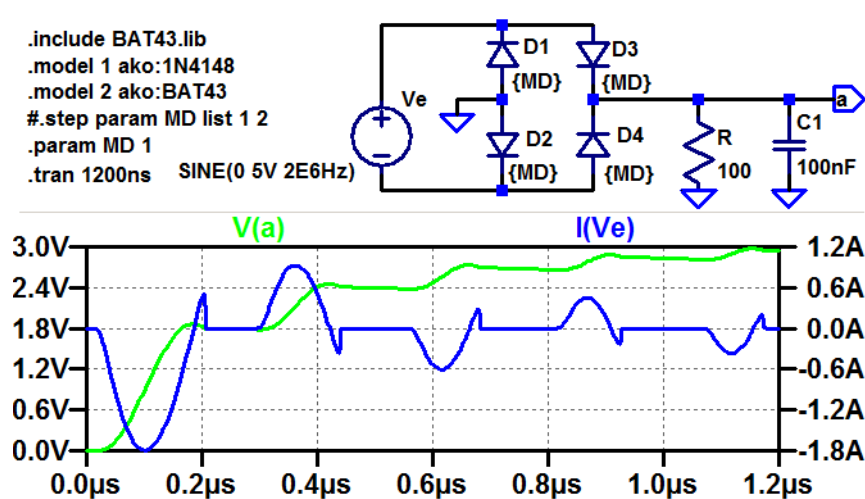 .include BAT43.lib
.model 1 ako:1N4148
.model 2 ako:BAT43
#.step param MD list 1 2
.param MD 1
.tran 1200ns
SINE(0 5V 2E6Hz)
Ve
D1
{MD}
D3
{MD}
D2
{MD}
D4
{MD}
R
100
C1
100nF
a
V(a)
I(Ve)
3.0V
2.4V
1.8V
1.2V
0.6V
0.0V
1.2A
0.6A
0.0A
-0.6A
-1.2A
-1.8A
0.0µs
0.2µs
0.4µs
0.6µs
0.8µs
1.0µs
1.2µs